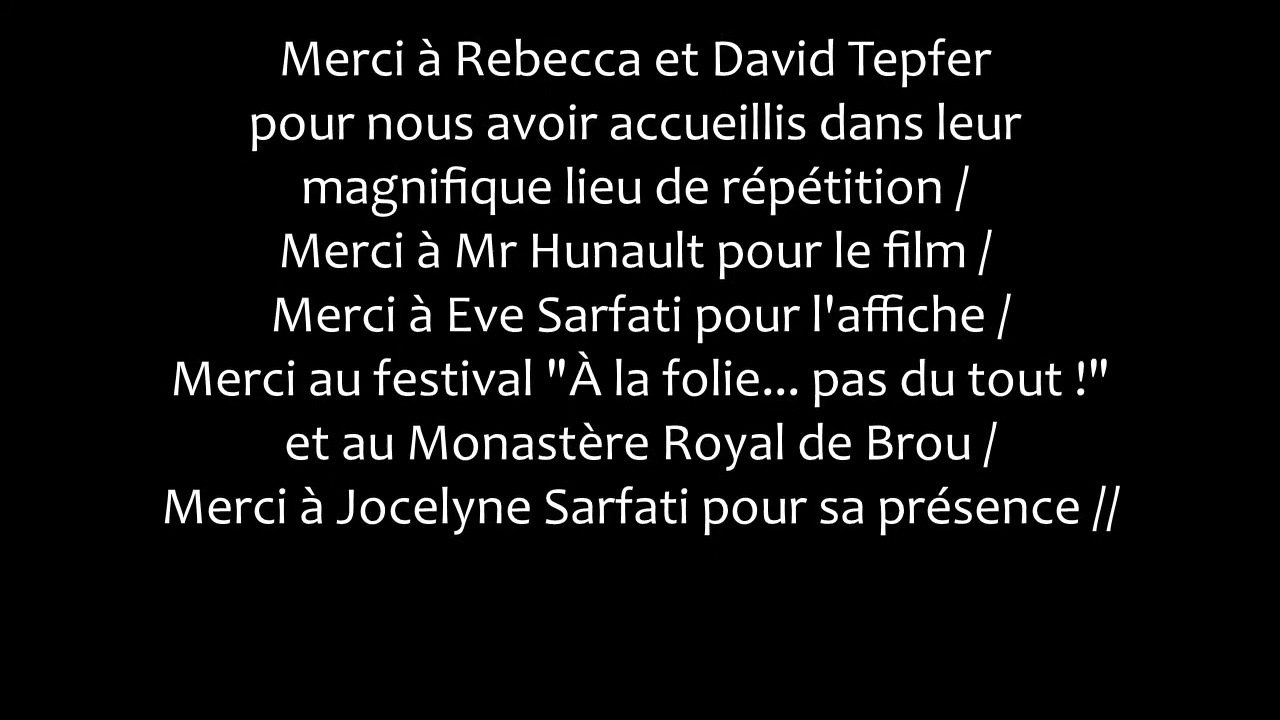 Merci à Rebecca et David Tepfer
pour nous avoir accueillis dans leur
magnifique lieu de répétition /
Merci à Mr Hunault pour le film /
Merci à Eve Sarfati pour l'affiche /
Merci au festival "À la folie... pas du tout !"
et au Monastère Royal de Brou /
Merci à Jocelyne Sarfati pour sa présence //